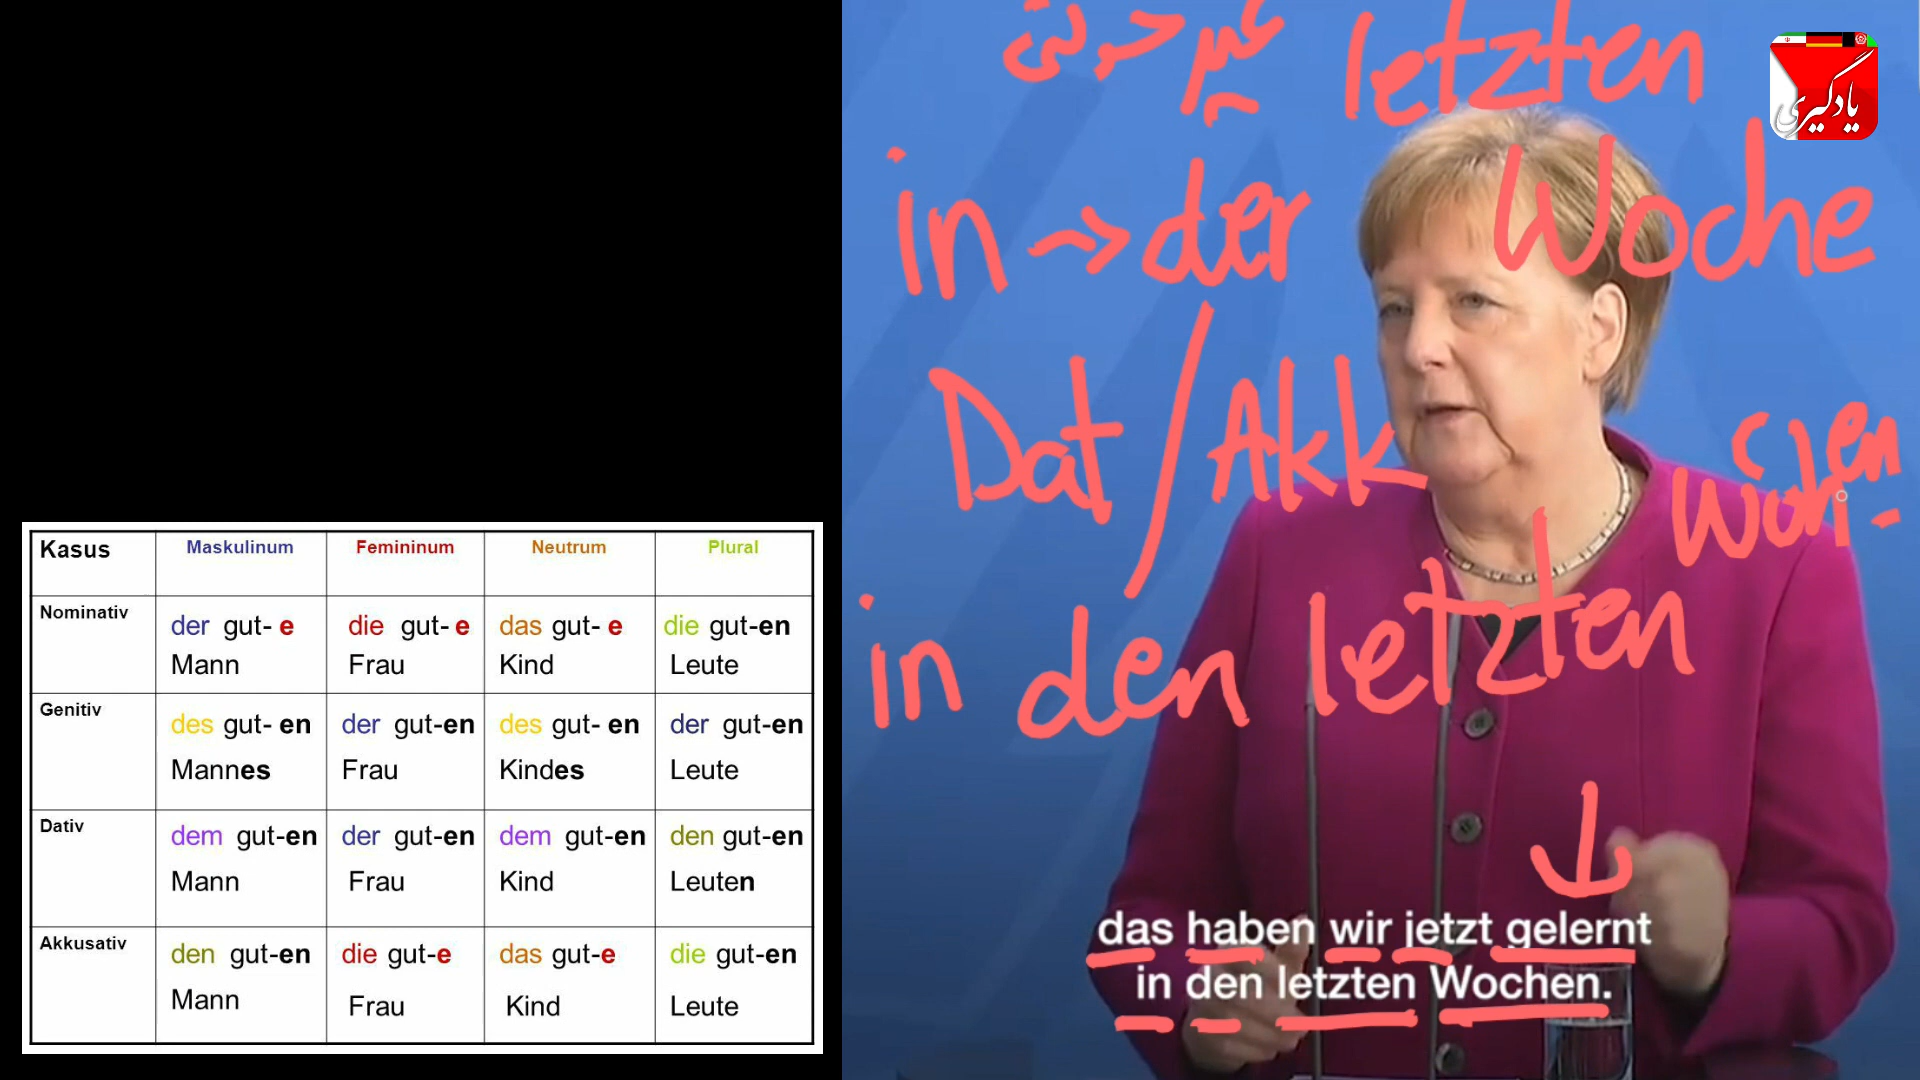 Kasus Maskulinum Femininum Neutrum Plural
Nominativ der gut- e die gut- e das gut- e die gut-en
Mann Frau Kind Leute
Genitiv des gut- en der gut-en des gut- en der gut-en
Mannes Frau Kindes Leute
Dativ dem gut-en der gut-en dem gut-en den gut-en
Mann Frau Kind Leuten
Akkusativ den gut-en die gut-e das gut-e die gut-en
Mann Frau Kind Leute
غیر حرکتی letzten
یادگیری
in → der Woche
Dat / Akk
in den letzten
das haben wir jetzt gelernt
in den letzten Wochen.